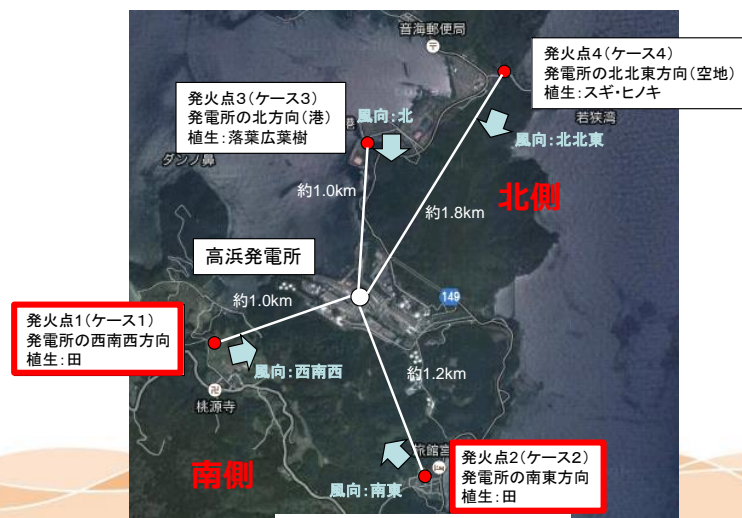 音海郵便局
発火点4(ケース4)
発電所の北北東方向(空地)
植生:スギ・ヒノキ
発火点3(ケース3)
発電所の北方向(港)
植生:落葉広葉樹
風向:北
港
若狭湾
風向:北北東
ダンノ鼻
約1.0km
北側
約1.8km
高浜発電所
149
約1.0km
発火点1(ケース1)
発電所の西南西方向
植生:田
風向:西南西
約1.2km
卍
桃源寺
旅館宮
発火点2(ケース2)
発電所の南東方向
植生:田
南側
風向:南東